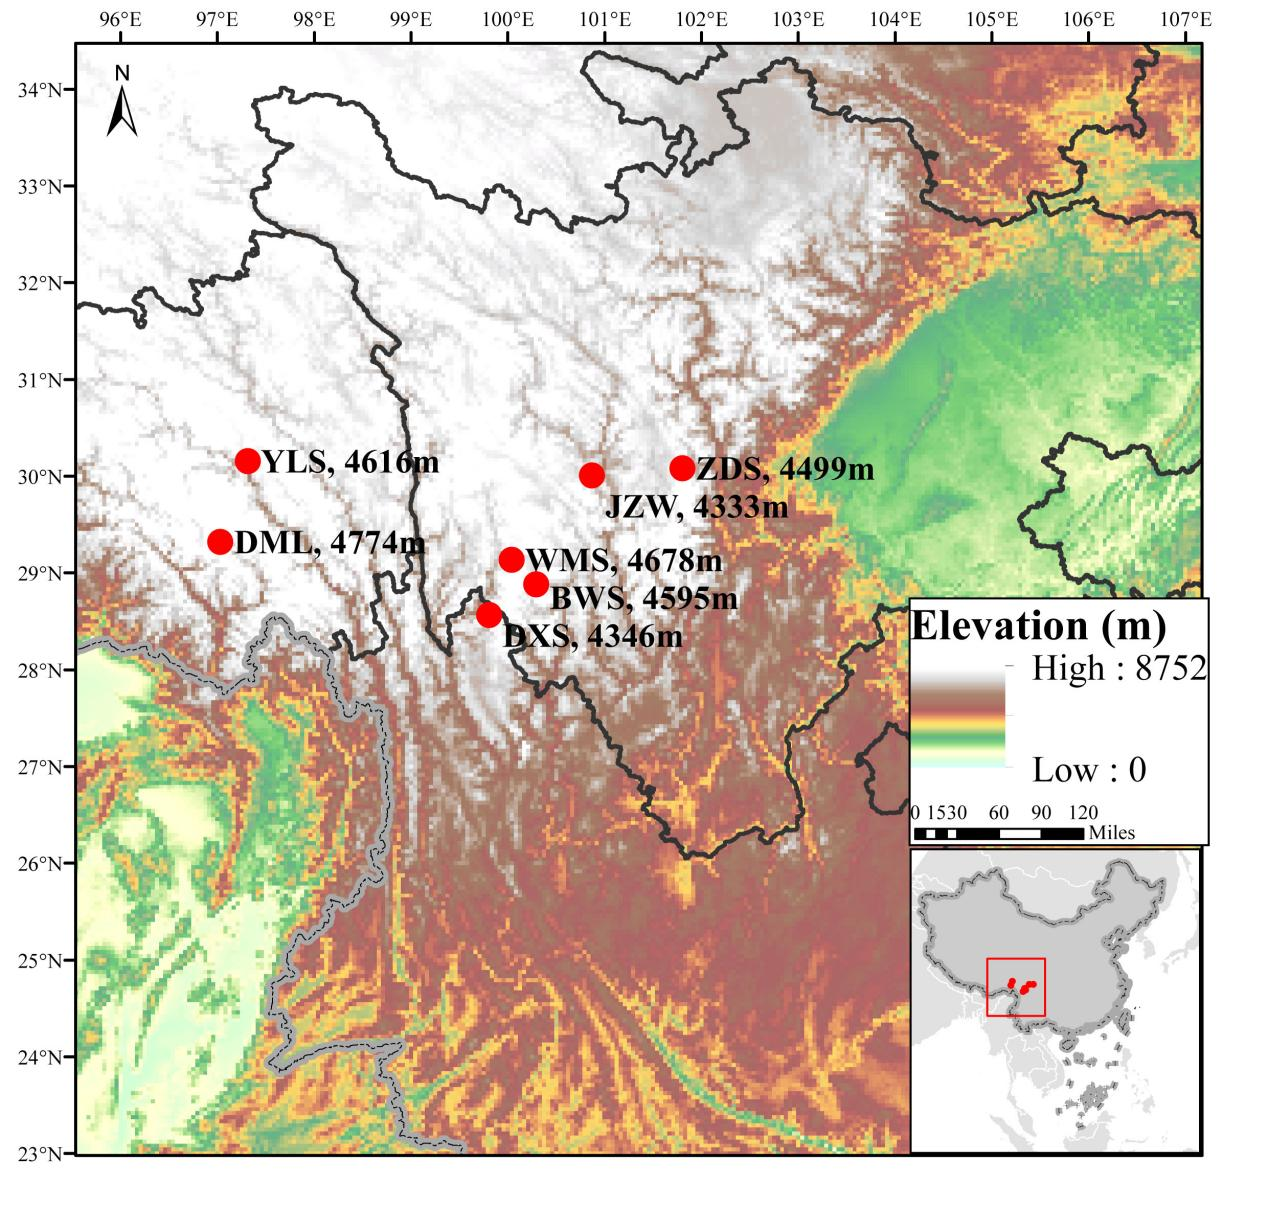 96°E 97°E 98°E 99°E 100°E 101°E 102°E 103°E 104°E 105°E 106°E 107°E
N
34°N
33°N
32°N
31°N
30°N
29°N
28°N
27°N
26°N
25°N
24°N
23°N
YLS, 4616m
ZDS, 4499m
JZW, 4333m
DML, 4774m
WMS, 4678m
BWS, 4595m
DXS, 4346m
Elevation (m)
High : 8752
Low : 0
0 1530 60 90 120
Miles